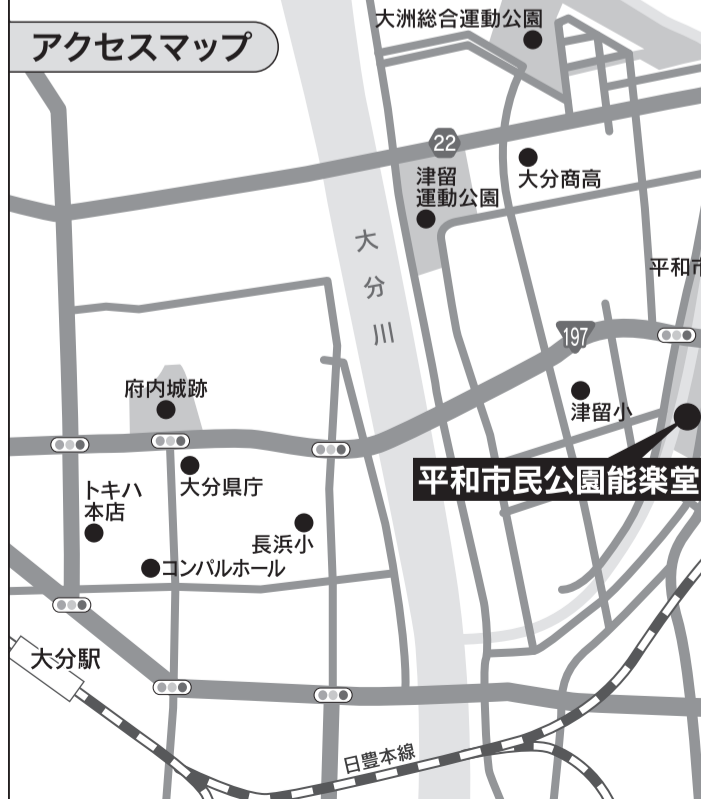 アクセスマップ
大洲総合運動公園
22
津留
運動公園
大分商高
大分川
平和市
197
府内城跡
津留小
平和市民公園能楽堂
大分県庁
トキハ
本店
長浜小
コンパルホール
大分駅
日豊本線